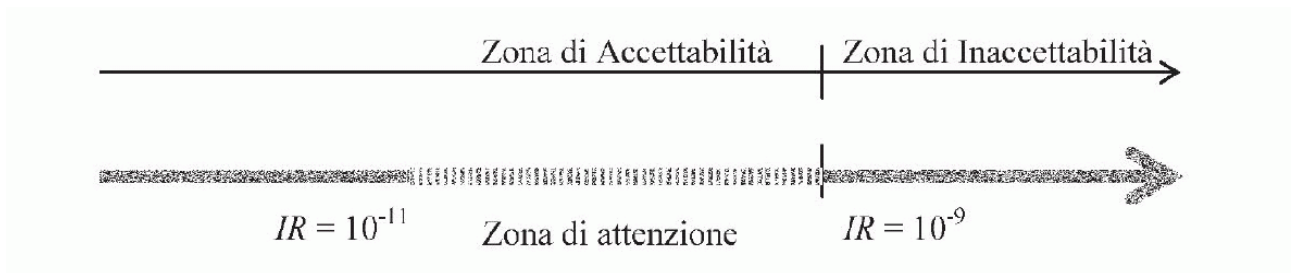 Zona di Accettabilità Zona di Inaccettabilità
IR = 10⁻¹¹ Zona di attenzione IR = 10⁻⁹